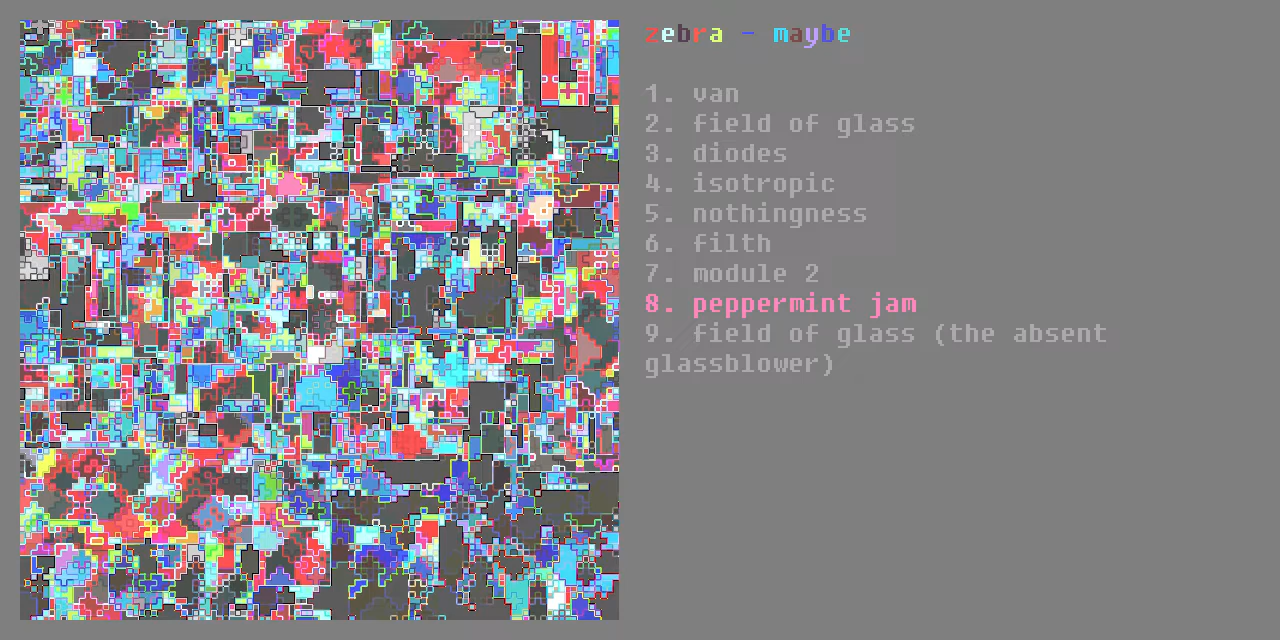 zebra - maybe
1. van
2. field of glass
3. diodes
4. isotropic
5. nothingness
6. filth
7. module 2
8. peppermint jam
9. field of glass (the absent
glassblower)